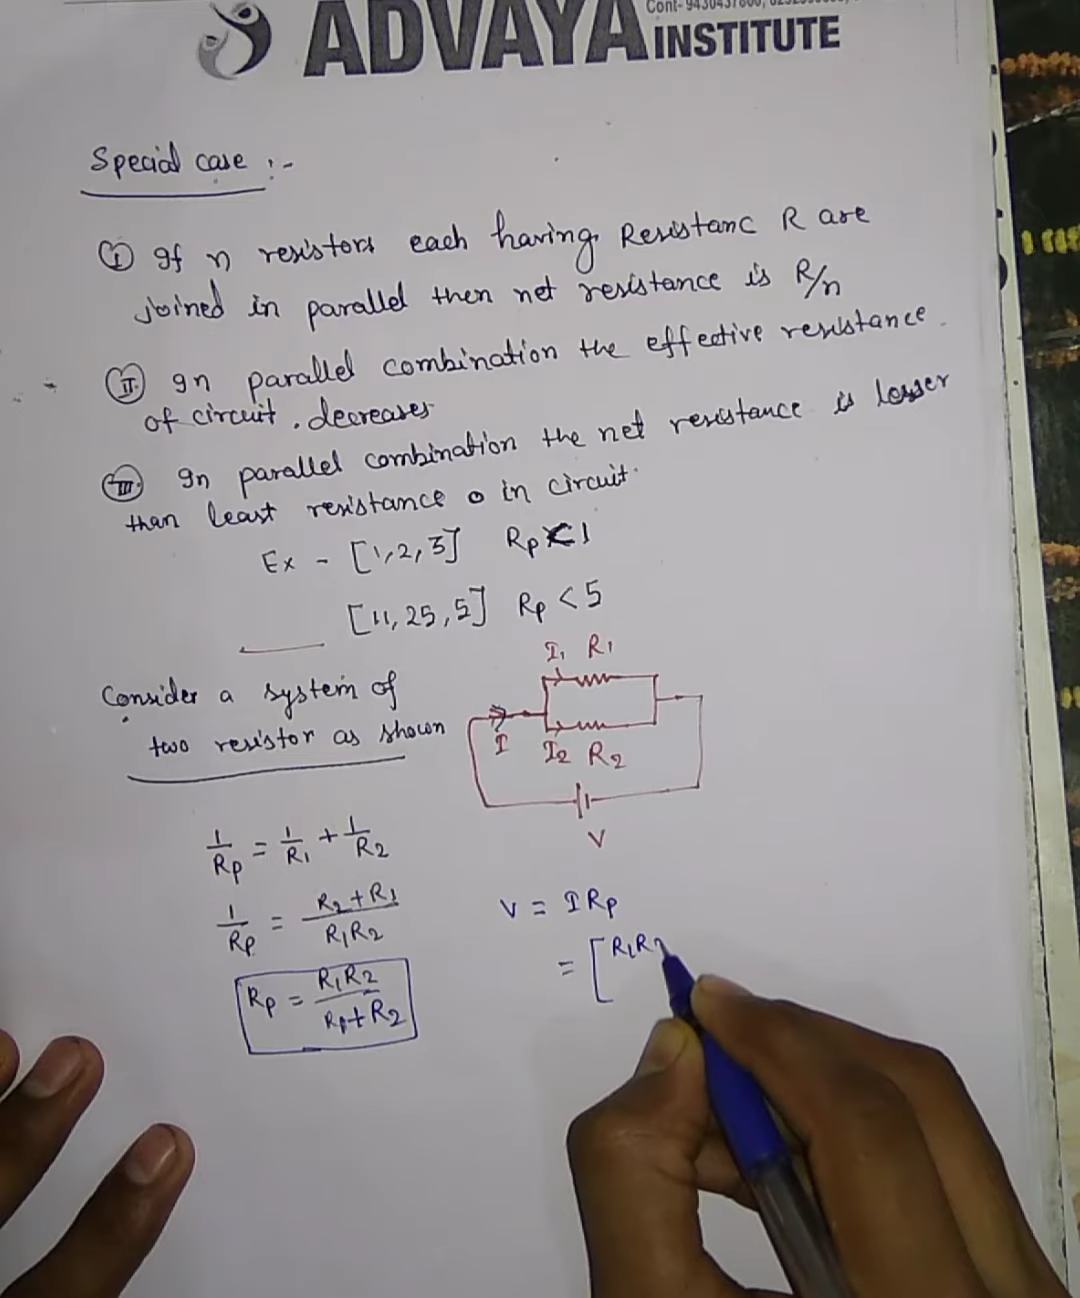 ADVAYA INSTITUTE
Special case :-
(I) If n resistors each having Resistanc R are
joined in parallel then net resistance is R/n
(II) In parallel combination the effective resistance
of circuit decreases
(III) In parallel combination the net resistance is lesser
than least resistance in circuit.
Ex - [1,2,3] Rp < 1
[11, 25, 5] Rp < 5
I₁ R₁
Consider a system of
two resistor as shown
I I₂ R₂
V
1/Rp = 1/R₁ + 1/R₂
1/Rp = R₂+R₁/R₁R₂
Rp = R₁R₂/R₁+R₂
V = IRp
= [R₁R₂